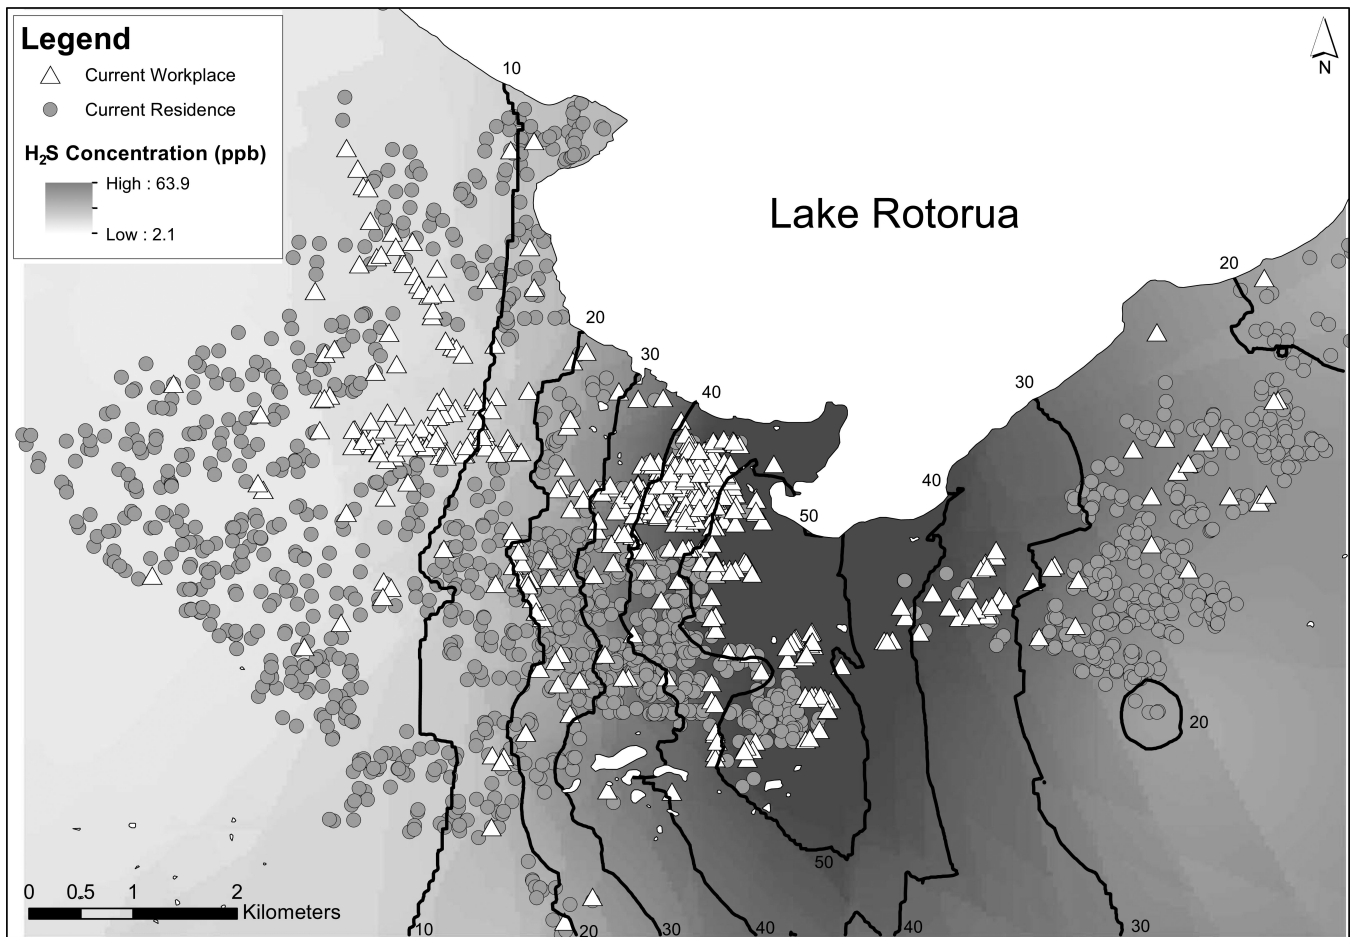 Legend
Current Workplace
Current Residence
H₂S Concentration (ppb)
High : 63.9
Low : 2.1
N
10
Lake Rotorua
20
20
30
40
30
40
50
20
50
0 0.5 1 2
Kilometers
10
20
30
40
40
30